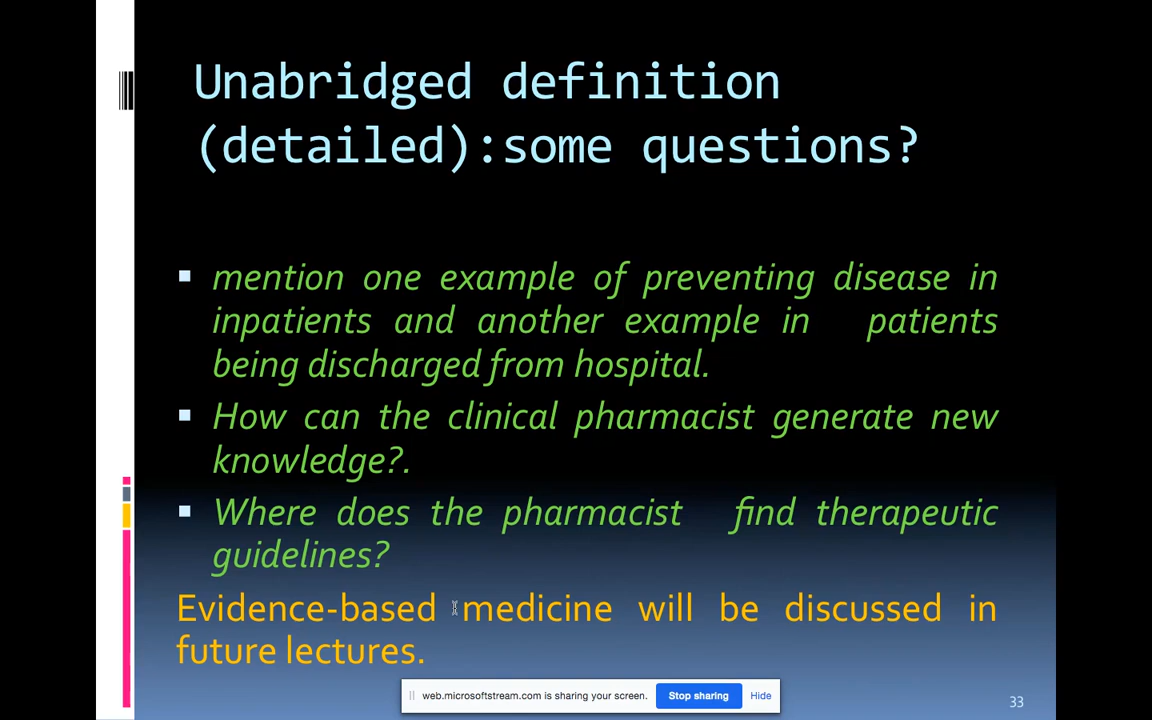 Unabridged definition
(detailed):some questions?
mention one example of preventing disease in
inpatients and another example in patients
being discharged from hospital.
How can the clinical pharmacist generate new
knowledge?.
Where does the pharmacist find therapeutic
guidelines?
Evidence-based medicine will be discussed in
future lectures.
web.microsoftstream.com is sharing your screen. Stop sharing Hide
33